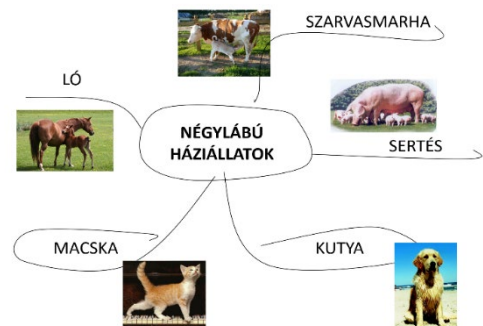 SZARVASMARHA
LÓ
NÉGYLÁBÚ
HÁZIÁLLATOK
SERTÉS
MACSKA
KUTYA